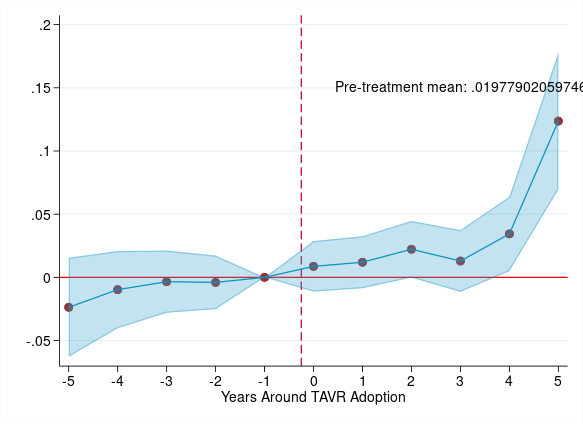 .2
.15
.1
.05
0
-.05
Pre-treatment mean: .01977902059746
-5 -4 -3 -2 -1 0 1 2 3 4 5
Years Around TAVR Adoption